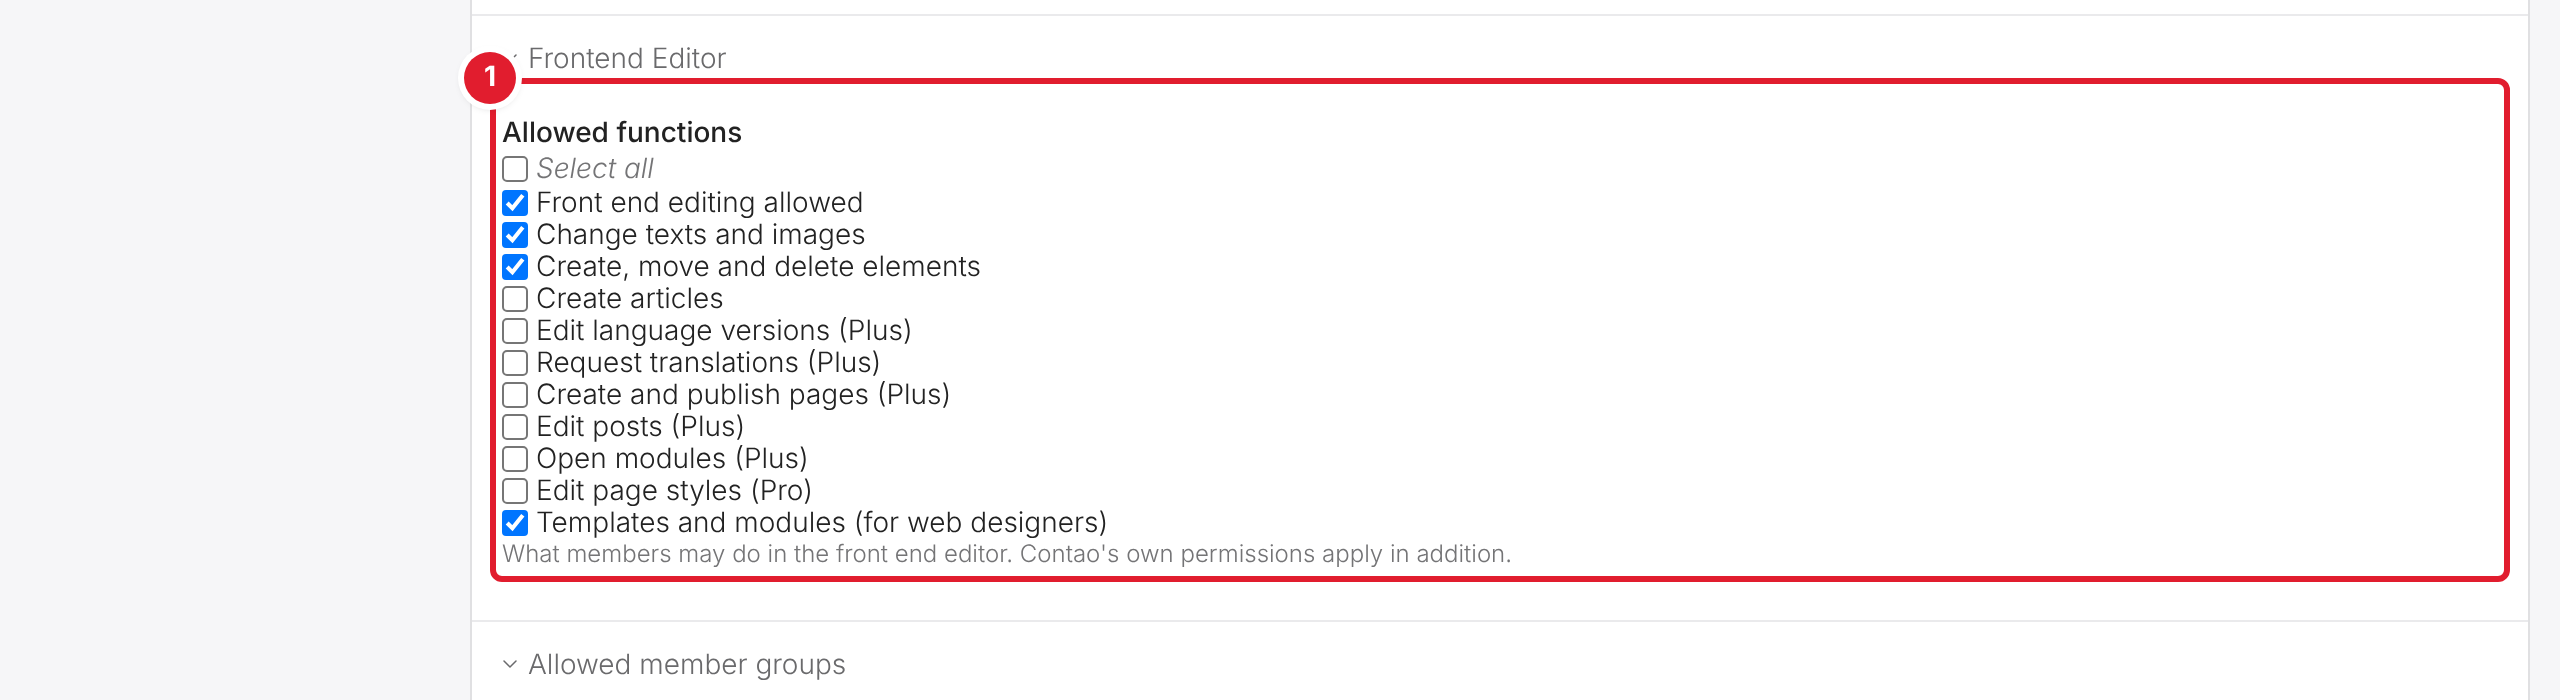 Frontend Editor
1
Allowed functions
Select all
Front end editing allowed
Change texts and images
Create, move and delete elements
Create articles
Edit language versions (Plus)
Request translations (Plus)
Create and publish pages (Plus)
Edit posts (Plus)
Open modules (Plus)
Edit page styles (Pro)
Templates and modules (for web designers)
What members may do in the front end editor. Contao's own permissions apply in addition.
Allowed member groups